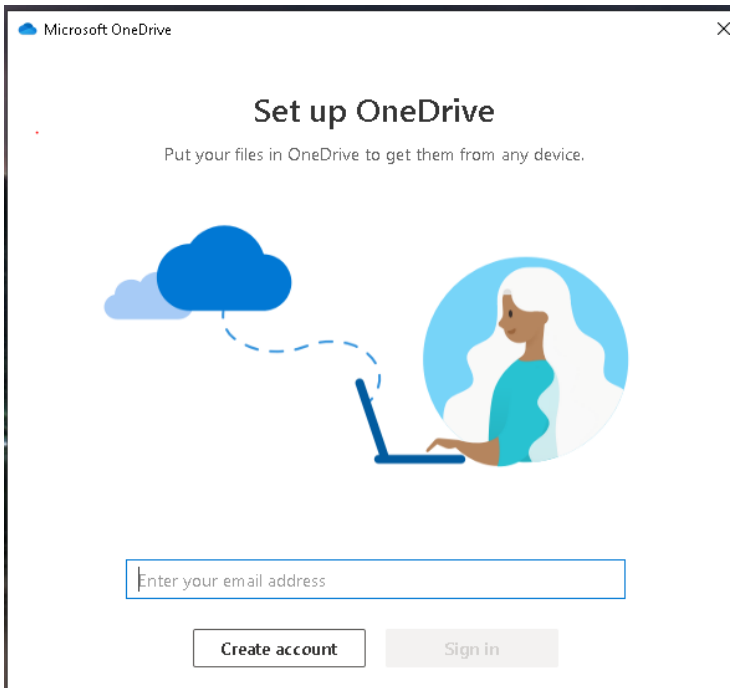 Microsoft OneDrive
Set up OneDrive
Put your files in OneDrive to get them from any device.
Enter your email address
Create account
Sign in